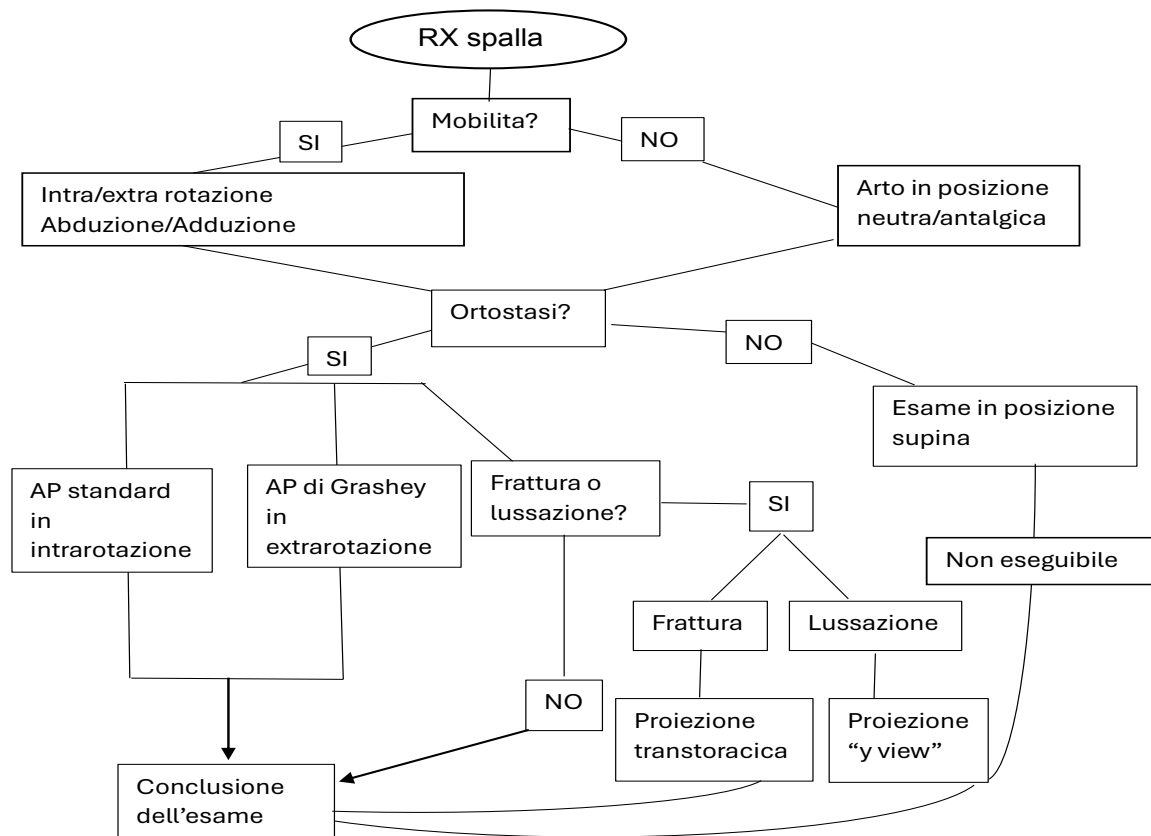 RX spalla
Mobilita?
SI
NO
Intra/extra rotazione
Abduzione/Adduzione
Arto in posizione
neutra/antalgica
Ortostasi?
SI
NO
Esame in posizione
supina
AP standard
in
intrarotazione
AP di Grashey
in
extrarotazione
Frattura o
lussazione?
SI
Non eseguibile
Frattura
Lussazione
NO
Proiezione
transtoracica
Proiezione
“y view”
Conclusione
dell’esame